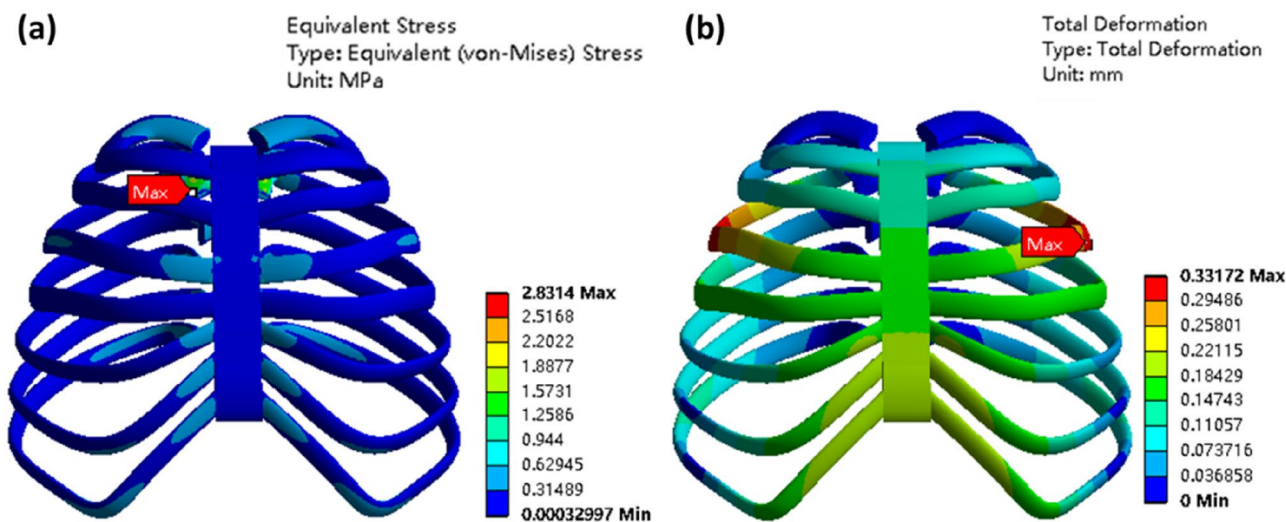 (a)
Equivalent Stress
Type: Equivalent (von-Mises) Stress
Unit: MPa
Max
2.8314 Max
2.5168
2.2022
1.8877
1.5731
1.2586
0.944
0.62945
0.31489
0.00032997 Min
(b)
Total Deformation
Type: Total Deformation
Unit: mm
Max
0.33172 Max
0.29486
0.25801
0.22115
0.18429
0.14743
0.11057
0.073716
0.036858
0 Min